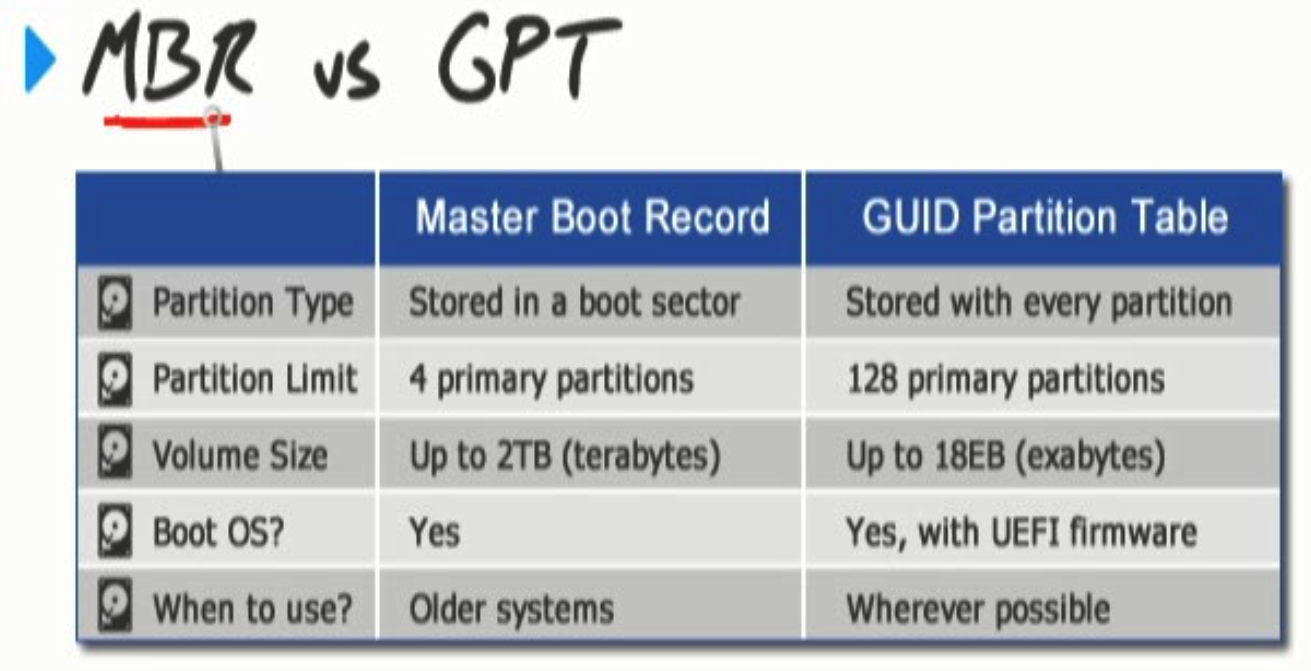 MBR vs GPT
Master Boot Record GUID Partition Table
Partition Type Stored in a boot sector Stored with every partition
Partition Limit 4 primary partitions 128 primary partitions
Volume Size Up to 2TB (terabytes) Up to 18EB (exabytes)
Boot OS? Yes Yes, with UEFI firmware
When to use? Older systems Wherever possible